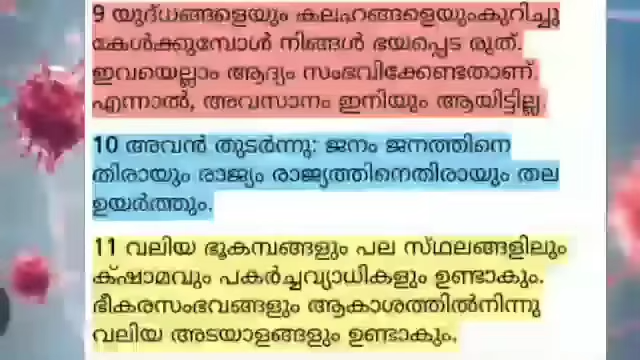 9 യുദ്ധങ്ങളെയും കലഹങ്ങളെയുംകുറിച്ചു
കേൾക്കുമ്പോൾ നിങ്ങൾ ഭയപ്പെട രുത്.
ഇവയെല്ലാം ആദ്യം സംഭവിക്കേണ്ടതാണ്.
എന്നാൽ, അവസാനം ഇനിയും ആയിട്ടില്ല.
10 അവൻ തുടർന്നു: ജനം ജനത്തിനെ
തിരായും രാജ്യം രാജ്യത്തിനെതിരായും തല
ഉയർത്തും.
11 വലിയ ഭൂകമ്പങ്ങളും പല സ്ഥലങ്ങളിലും
ക്ഷാമവും പകർച്ചവ്യാധികളും ഉണ്ടാകും.
ഭീകരസംഭവങ്ങളും ആകാശത്തിൽനിന്നു
വലിയ അടയാളങ്ങളും ഉണ്ടാകും.